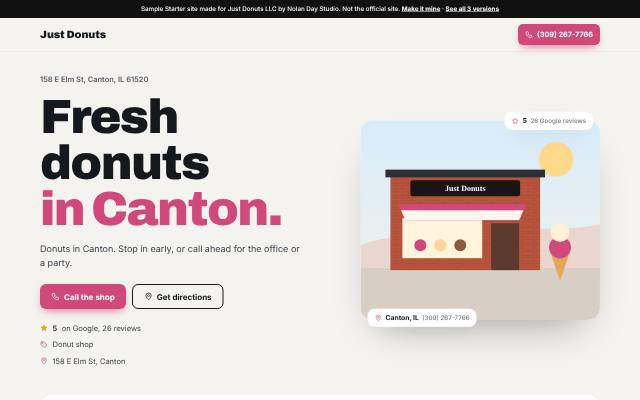 Sample Starter site made for Just Donuts LLC by Nolan Day Studio. Not the official site. Make it mine · See all 3 versions
Just Donuts
(309) 267-7766
158 E Elm St, Canton, IL 61520
Fresh
donuts
in Canton.
Donuts in Canton. Stop in early, or call ahead for the office or
a party.
Call the shop
Get directions
5 on Google, 26 reviews
Donut shop
158 E Elm St, Canton
5 26 Google reviews
Just Donuts
Canton, IL (309) 267-7766